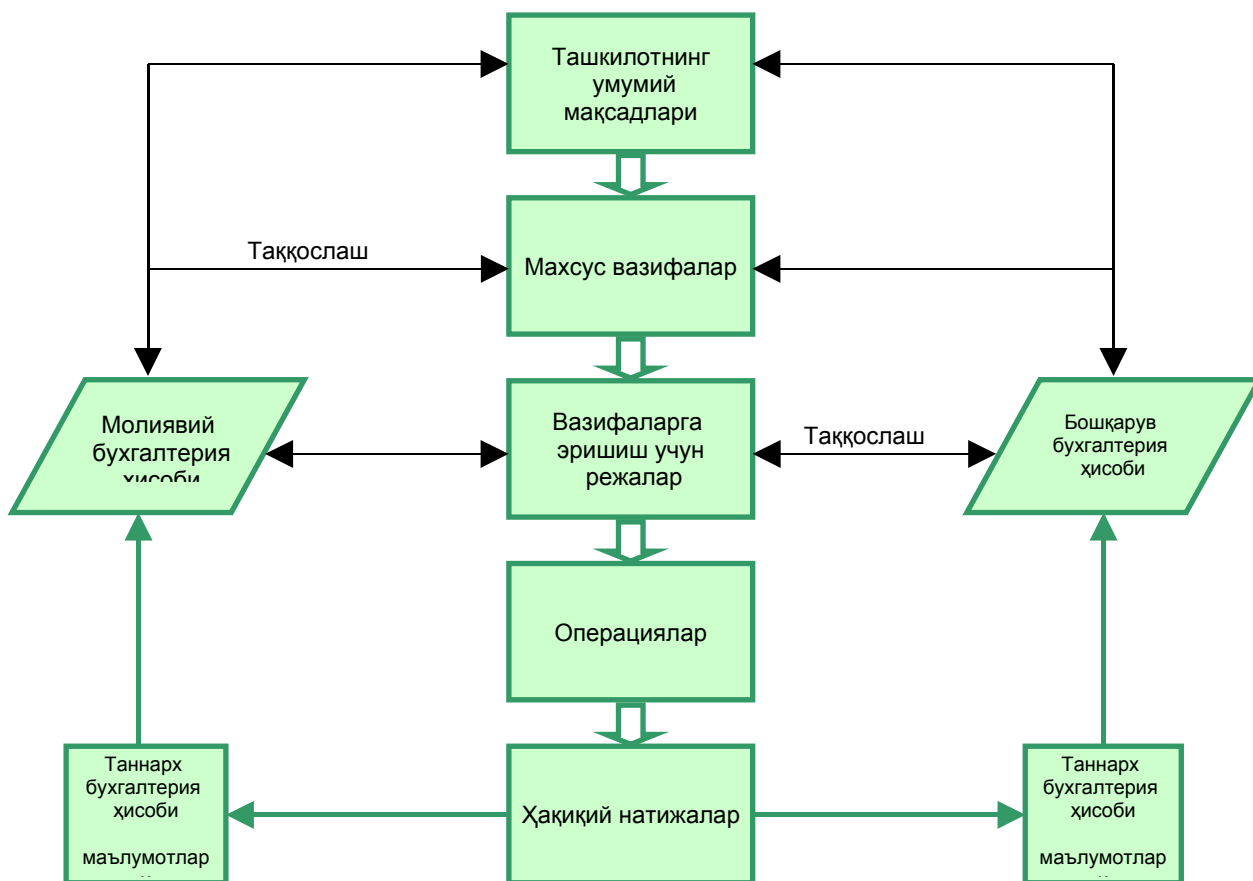 Ташкилотнинг
умумий
мақсадлари
Таққослаш
Махсус вазифалар
Молиявий
бухгалтерия
ҳисоби
Вазифаларга
эришиш учун
режалар
Таққослаш
Бошқарув
бухгалтерия
ҳисоби
Операциялар
Таннарх
бухгалтерия
ҳисоби
маълумотлар
Ҳақиқий натижалар
Таннарх
бухгалтерия
ҳисоби
маълумотлар